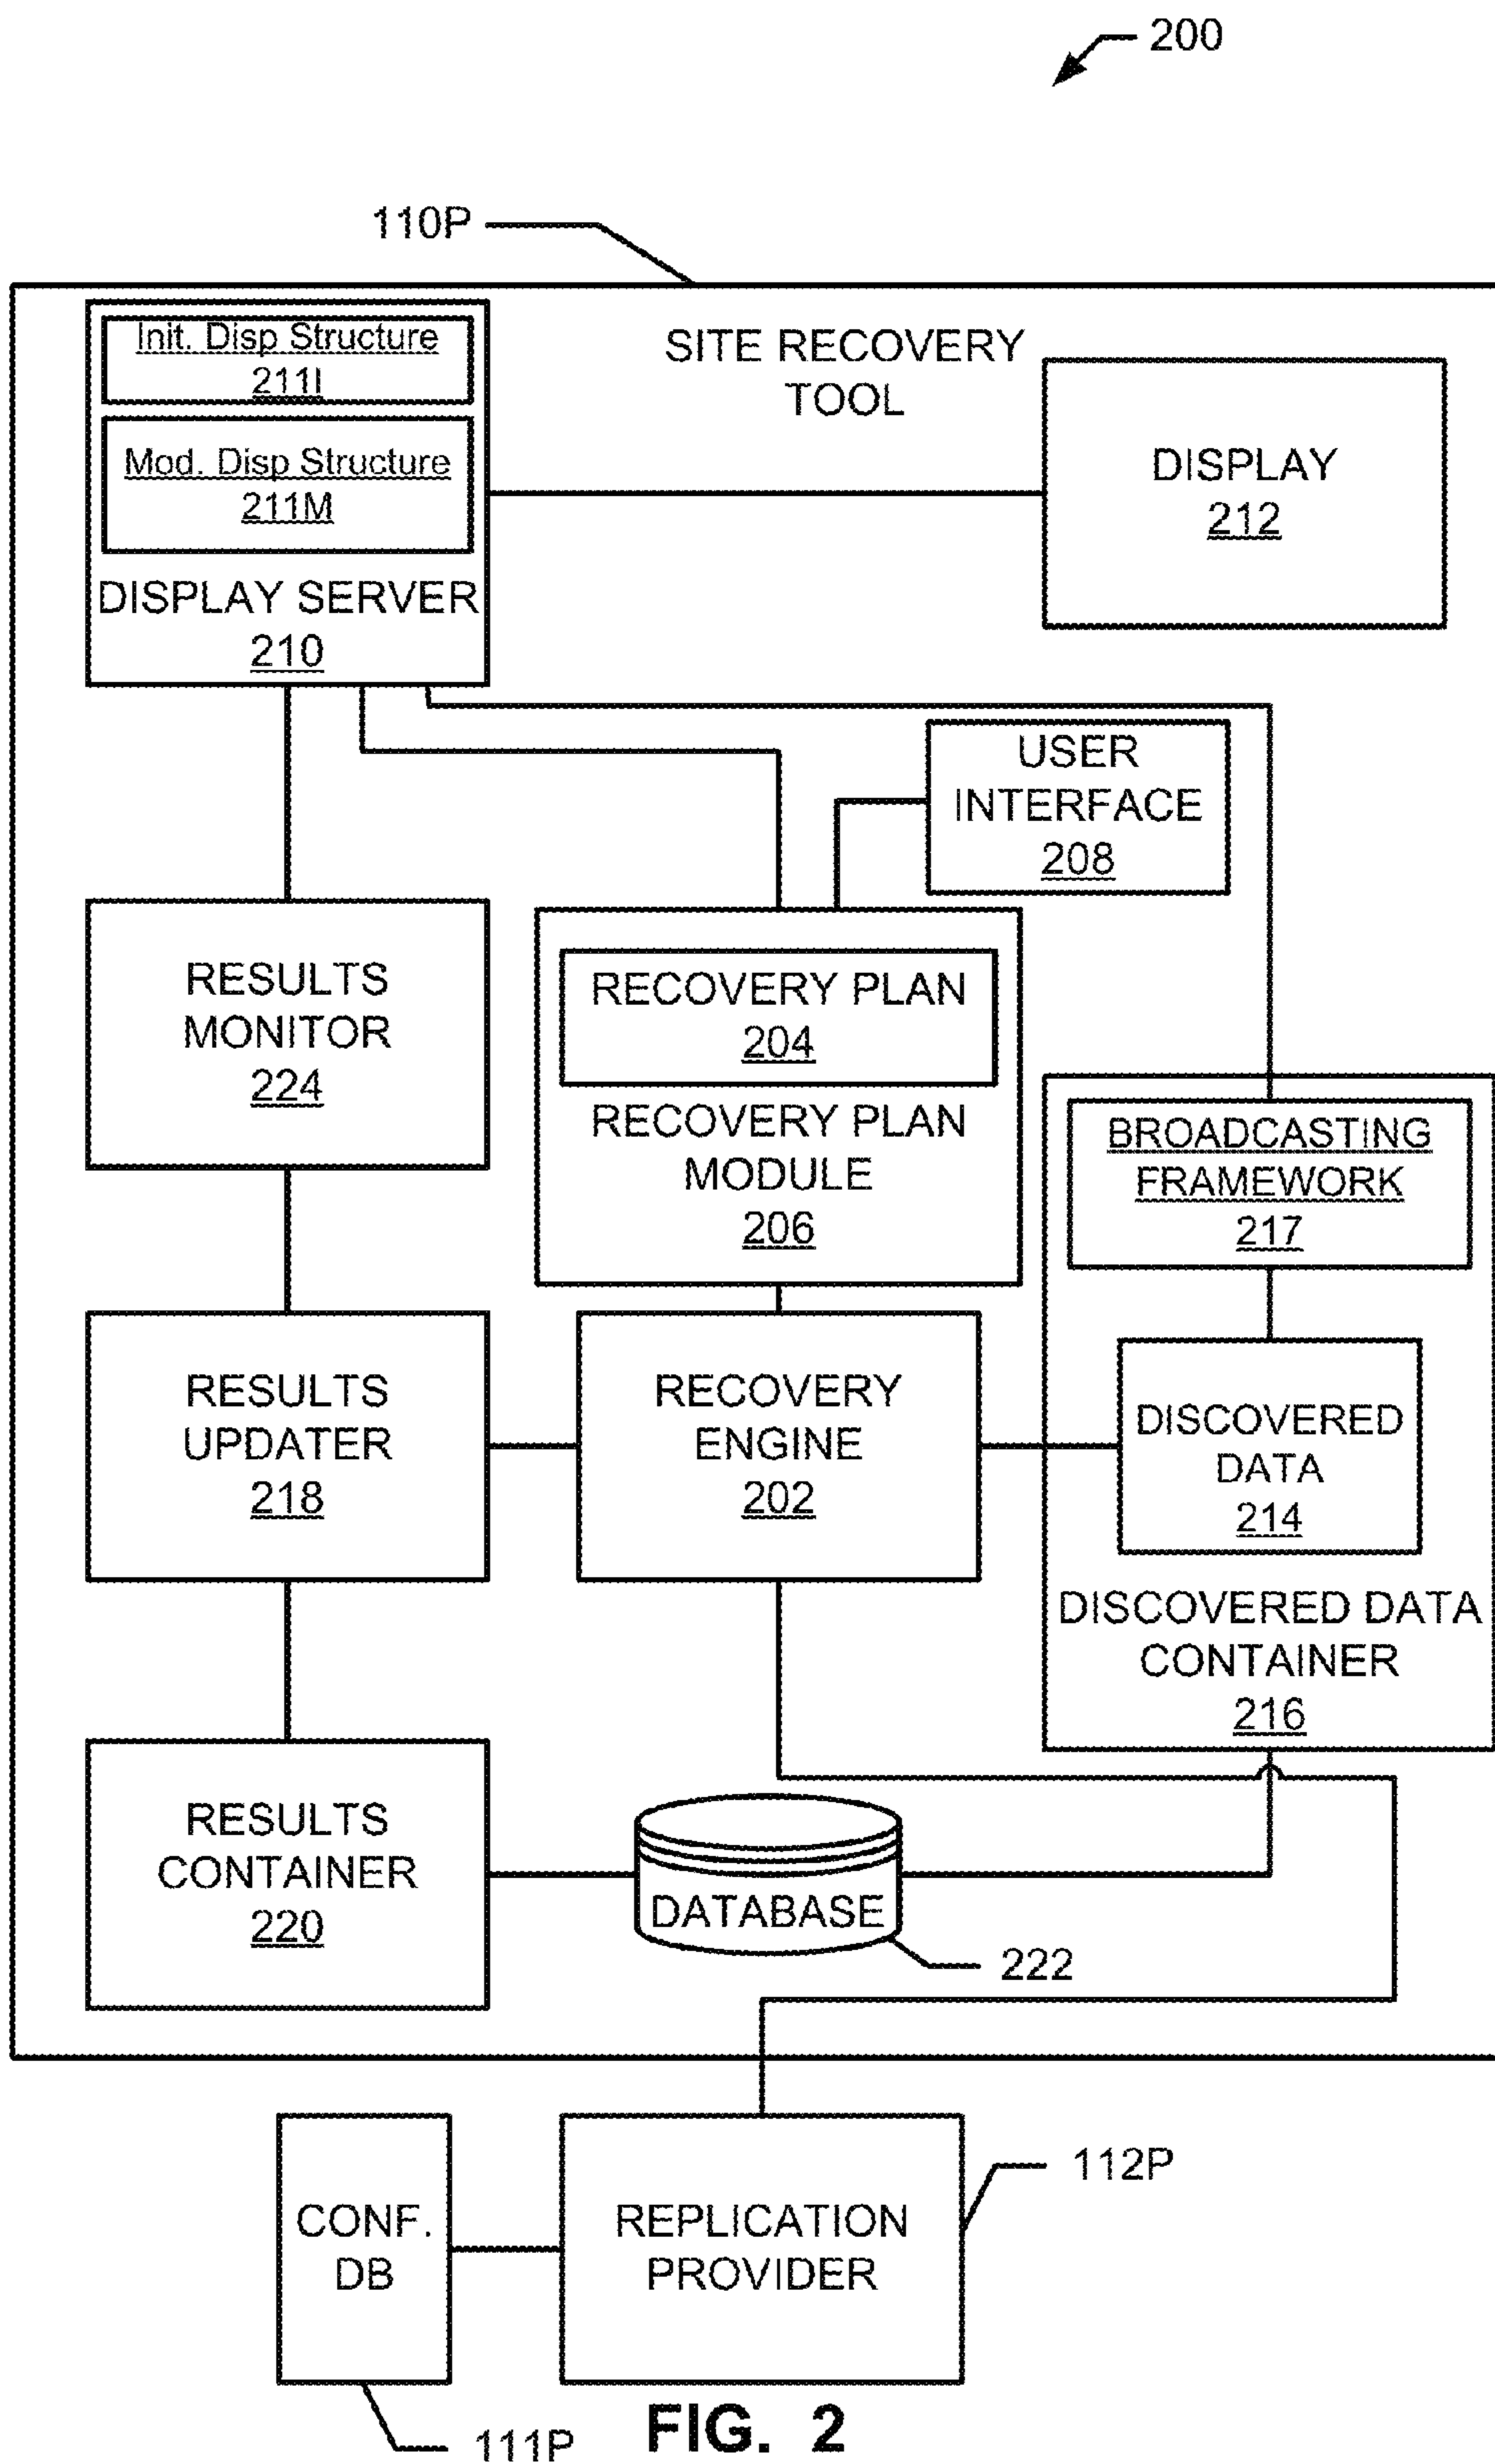 200
110P
Init. Disp Structure
211I
Mod. Disp Structure
211M
DISPLAY SERVER
210
SITE RECOVERY
TOOL
DISPLAY
212
USER
INTERFACE
208
RESULTS
MONITOR
224
RECOVERY PLAN
204
RECOVERY PLAN
MODULE
206
BROADCASTING
FRAMEWORK
217
RESULTS
UPDATER
218
RECOVERY
ENGINE
202
DISCOVERED
DATA
214
DISCOVERED DATA
CONTAINER
216
RESULTS
CONTAINER
220
DATABASE
222
CONF.
DB
REPLICATION
PROVIDER
112P
111P
FIG. 2